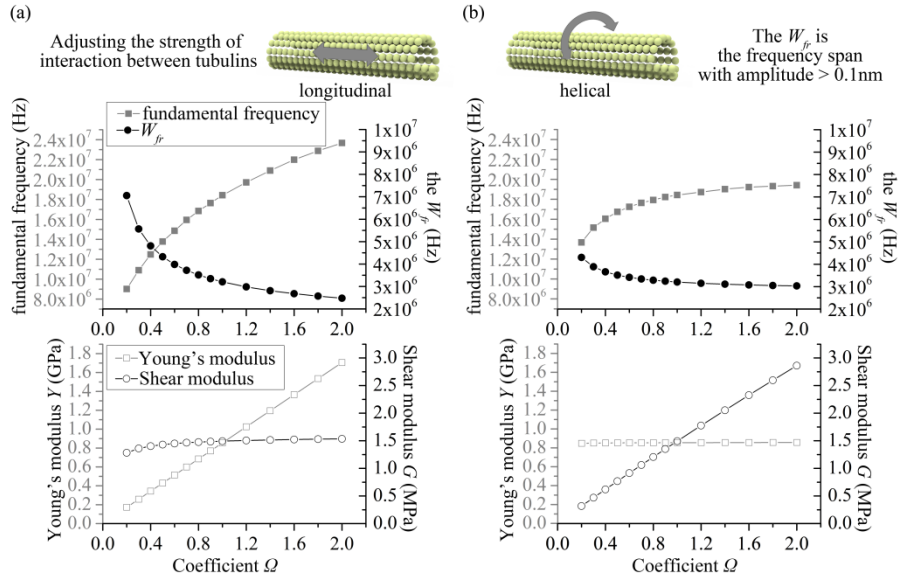 (a)
Adjusting the strength of
interaction between tubulins
longitudinal
(b)
helical
The W_fr is
the frequency span
with amplitude > 0.1nm
fundamental frequency
W_fr
fundamental frequency (Hz)
2.4x10^7
2.2x10^7
2.0x10^7
1.8x10^7
1.6x10^7
1.4x10^7
1.2x10^7
1.0x10^7
8.0x10^6
1x10^7
9x10^6
8x10^6
7x10^6
6x10^6
5x10^6
4x10^6
3x10^6
2x10^6
the W_fr (Hz)
0.0 0.4 0.8 1.2 1.6 2.0
fundamental frequency (Hz)
2.4x10^7
2.2x10^7
2.0x10^7
1.8x10^7
1.6x10^7
1.4x10^7
1.2x10^7
1.0x10^7
8.0x10^6
1x10^7
9x10^6
8x10^6
7x10^6
6x10^6
5x10^6
4x10^6
3x10^6
2x10^6
the W_fr (Hz)
0.0 0.4 0.8 1.2 1.6 2.0
Young's modulus
Shear modulus
Young's modulus Y (GPa)
1.8
1.6
1.4
1.2
1.0
0.8
0.6
0.4
0.2
0.0
3.0
2.5
2.0
1.5
1.0
0.5
0.0
Shear modulus G (MPa)
0.0 0.4 0.8 1.2 1.6 2.0
Coefficient Ω
Young's modulus Y (GPa)
1.8
1.6
1.4
1.2
1.0
0.8
0.6
0.4
0.2
0.0
3.0
2.5
2.0
1.5
1.0
0.5
0.0
Shear modulus G (MPa)
0.0 0.4 0.8 1.2 1.6 2.0
Coefficient Ω